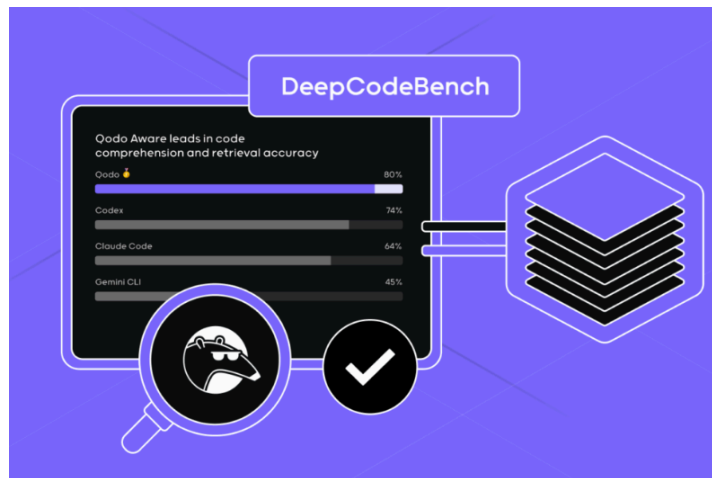 DeepCodeBench
Qodo Aware leads in code
comprehension and retrieval accuracy
Qodo 🏅 80%
Codex 74%
Claude Code 64%
Gemini CLI 45%